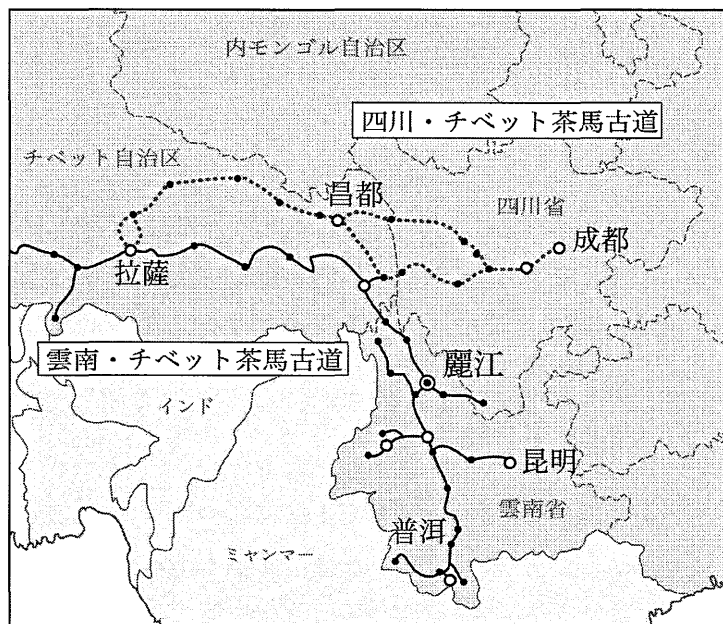 内モンゴル自治区
四川・チベット茶馬古道
チベット自治区
昌都
四川省
成都
拉薩
雲南・チベット茶馬古道
麗江
インド
昆明
雲南省
普洱
ミャンマー